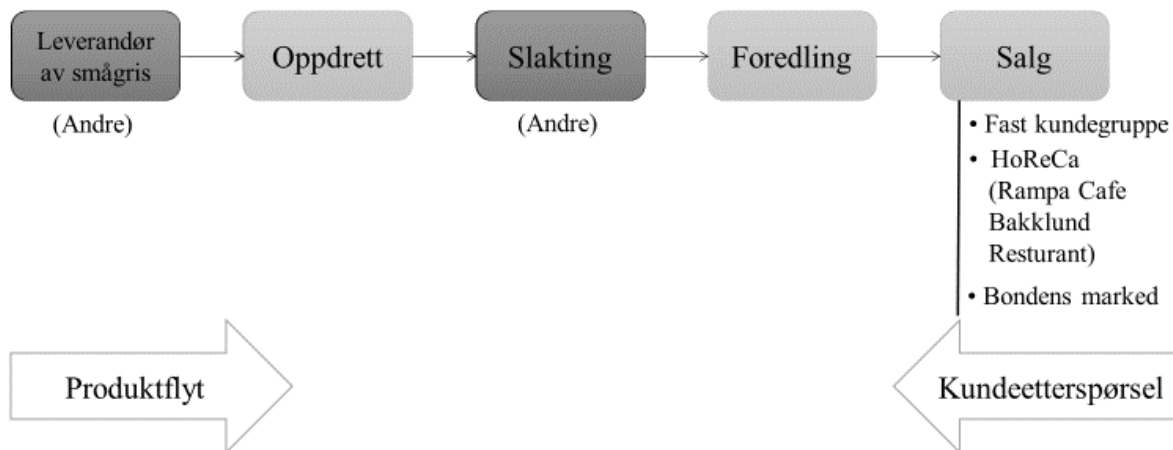 Leverandør
av smågris
Oppdrett
Slakting
Foredling
Salg
(Andre)
(Andre)
• Fast kundegruppe
• HoReCa
(Rampa Cafe
Bakklund
Resturant)
• Bondens marked
Produktflyt
Kundeetterspørsel